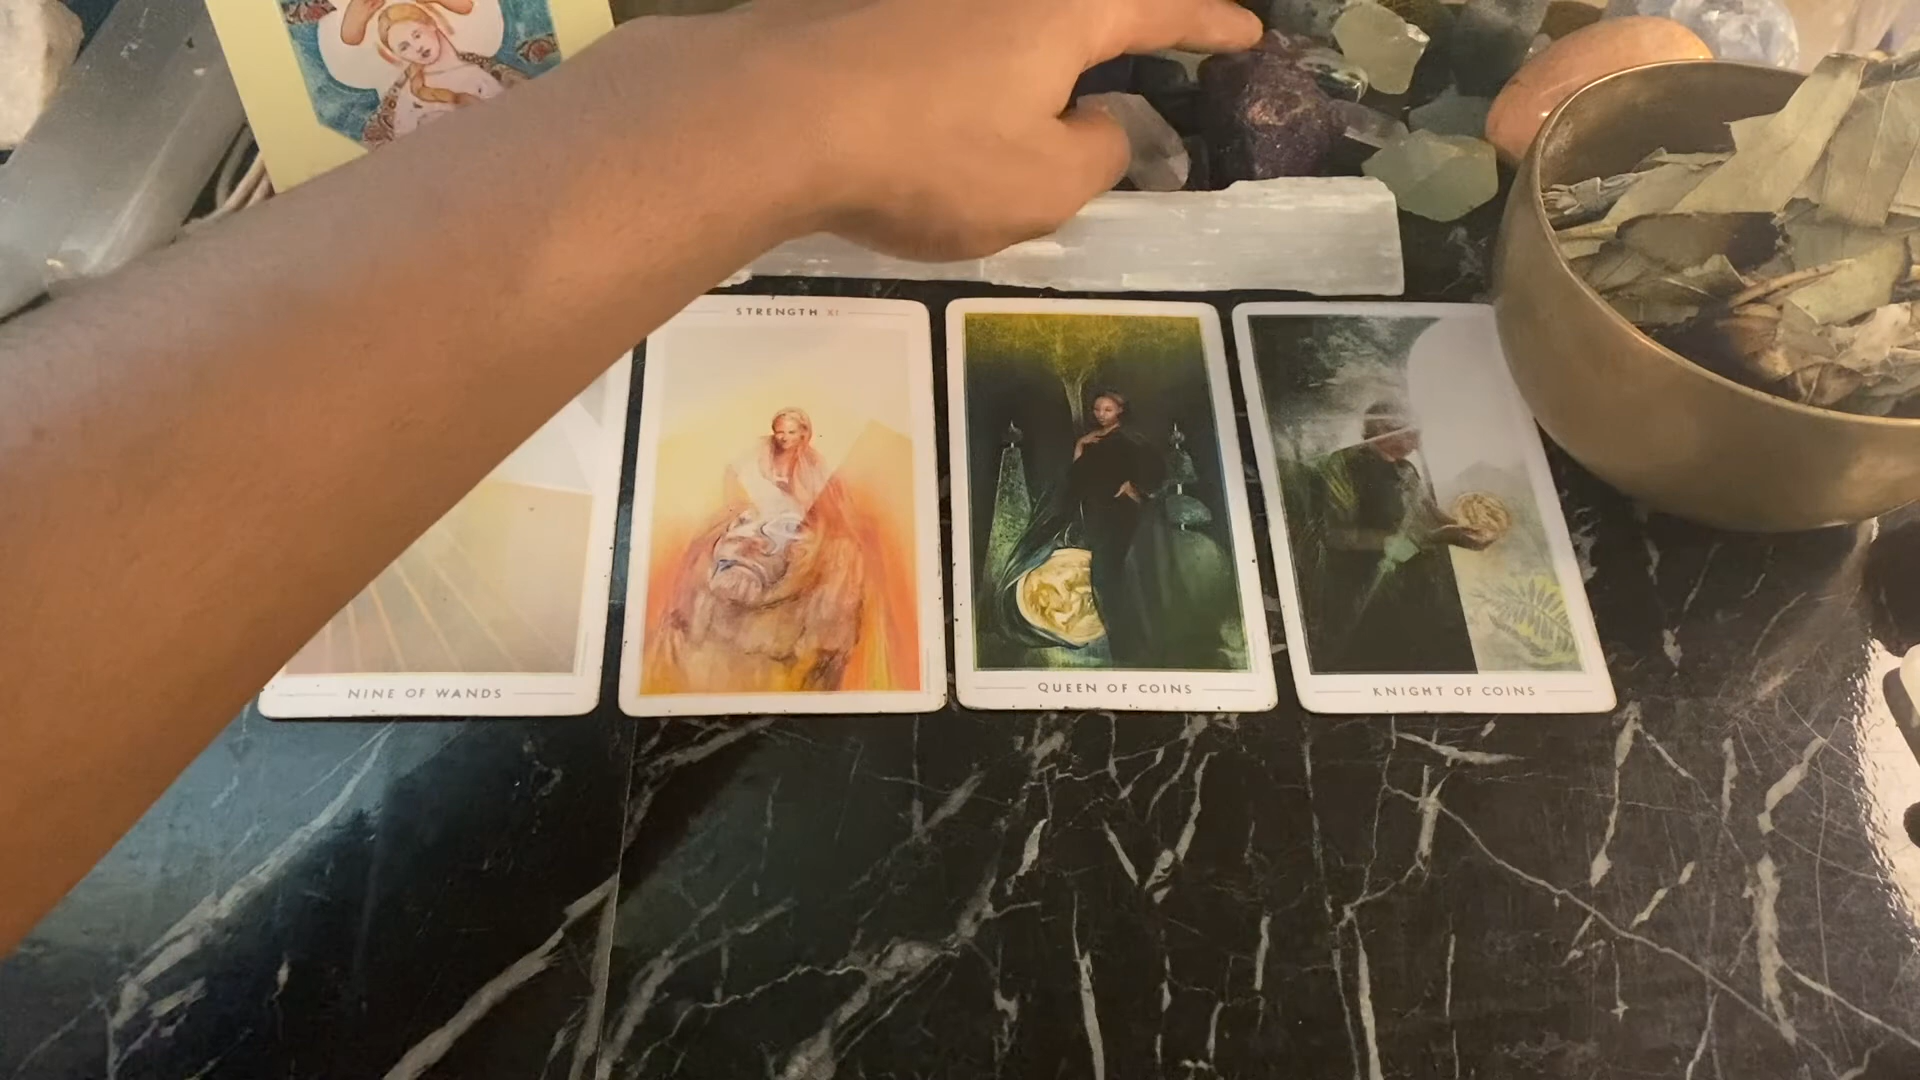 STRENGTH XI
NINE OF WANDS
QUEEN OF COINS
KNIGHT OF COINS